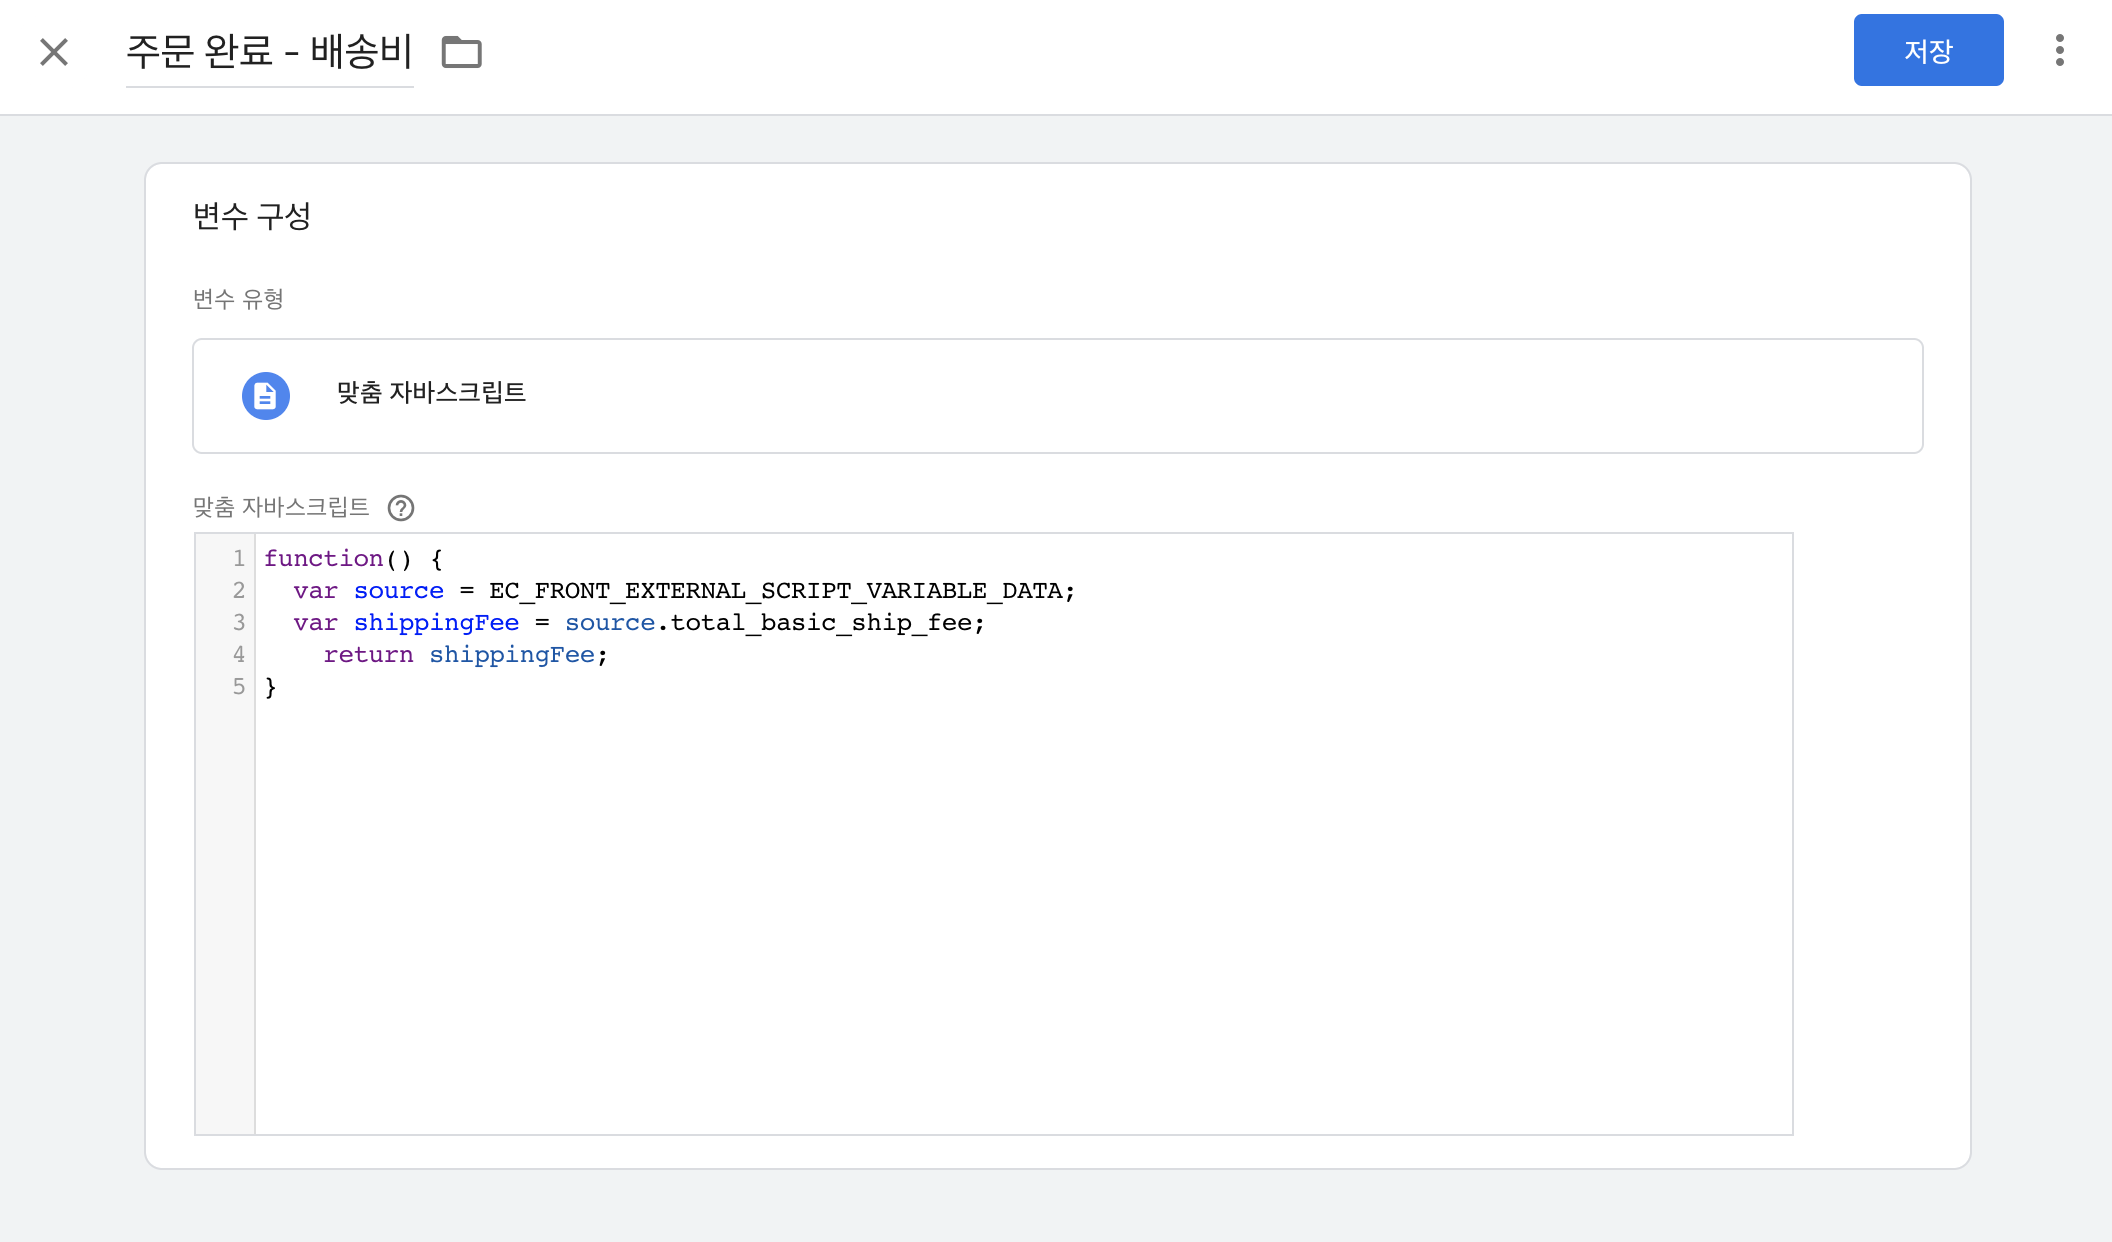 주문 완료 - 배송비
저장
변수 구성
변수 유형
맞춤 자바스크립트
맞춤 자바스크립트
1 function() {
2   var source = EC_FRONT_EXTERNAL_SCRIPT_VARIABLE_DATA;
3   var shippingFee = source.total_basic_ship_fee;
4     return shippingFee;
5 }